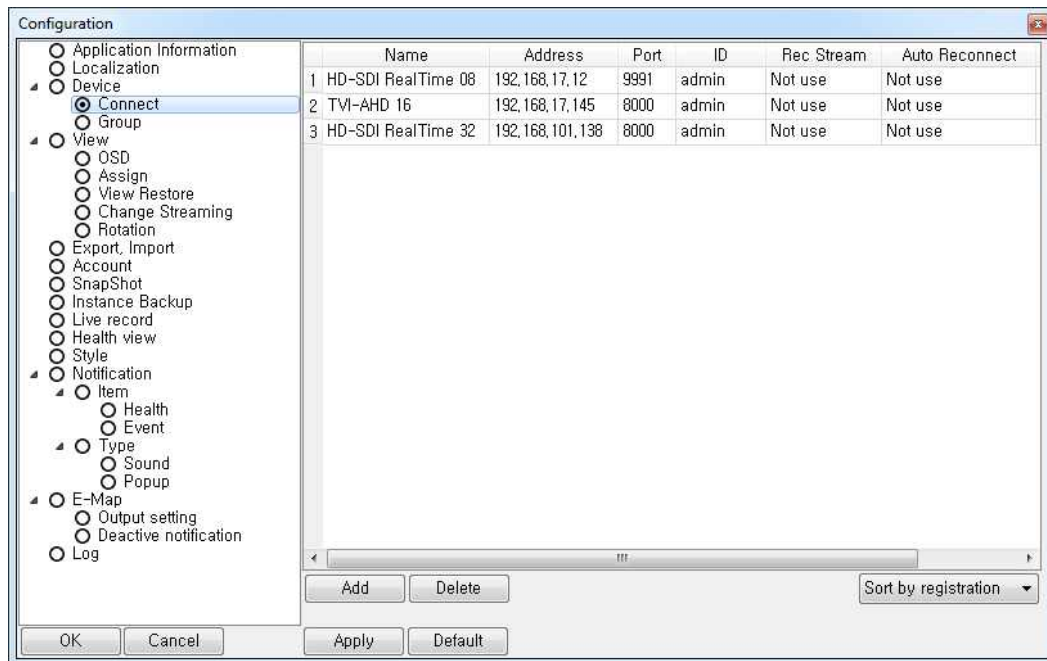 Configuration
Application Information
Localization
Device
Connect
Group
View
OSD
Assign
View Restore
Change Streaming
Rotation
Export, Import
Account
SnapShot
Instance Backup
Live record
Health view
Style
Notification
Item
Health
Event
Type
Sound
Popup
E-Map
Output setting
Deactive notification
Log
Name Address Port ID Rec Stream Auto Reconnect
1 HD-SDI RealTime 08 192,168,17,12 9991 admin Not use Not use
2 TVI-AHD 16 192,168,17,145 8000 admin Not use Not use
3 HD-SDI RealTime 32 192,168,101,138 8000 admin Not use Not use
Add Delete Sort by registration
OK Cancel Apply Default